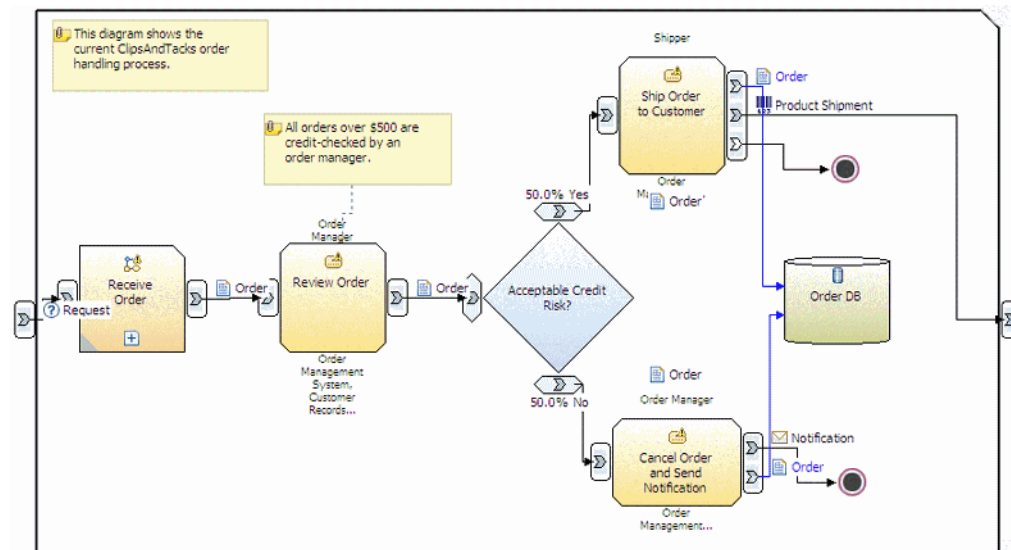 This diagram shows the
current ClipsAndTacks order
handling process.
All orders over $500 are
credit-checked by an
order manager.
Shipper
Ship Order
to Customer
Order
Product Shipment
Order
Order
50.0% Yes
Order
Manager
Receive
Order
Request
Order
Review Order
Order
Acceptable Credit
Risk?
Order DB
Order
Management
System,
Customer
Records...
50.0% No
Order
Order Manager
Cancel Order
and Send
Notification
Notification
Order
Order
Management...